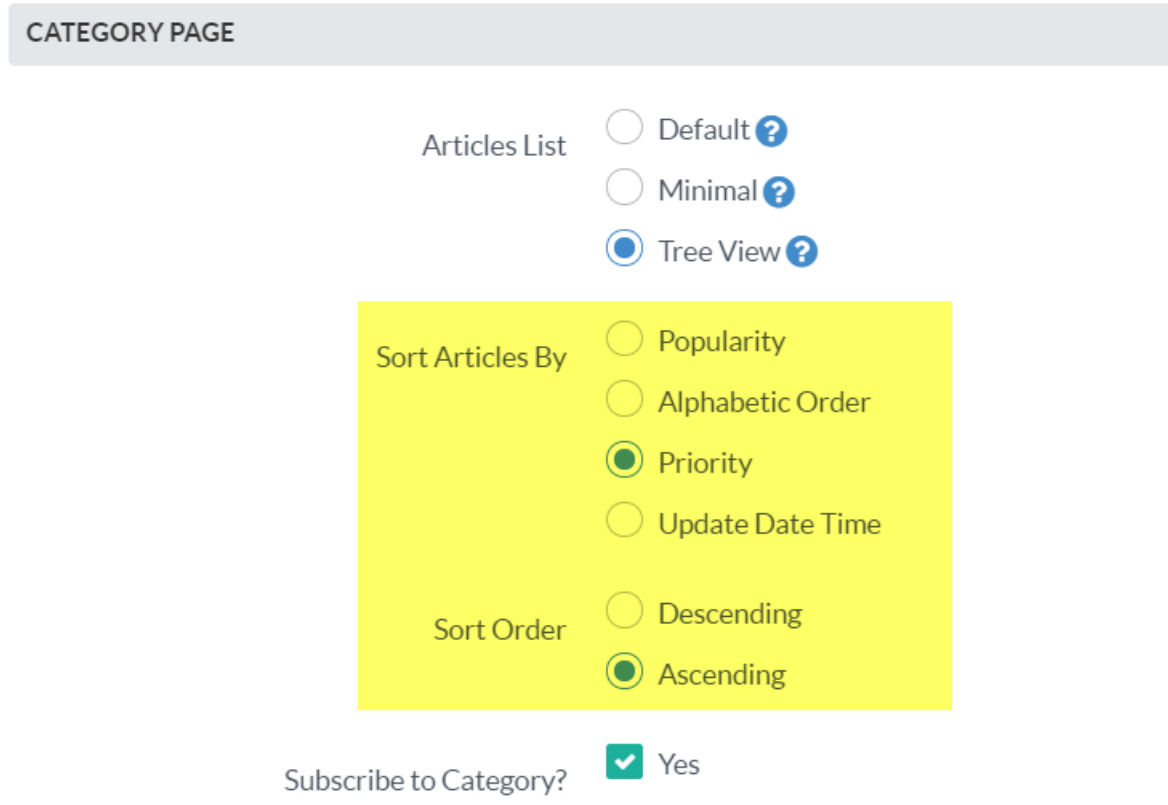 CATEGORY PAGE
Articles List
Default ?
Minimal ?
Tree View ?
Sort Articles By
Popularity
Alphabetic Order
Priority
Update Date Time
Sort Order
Descending
Ascending
Subscribe to Category?
Yes